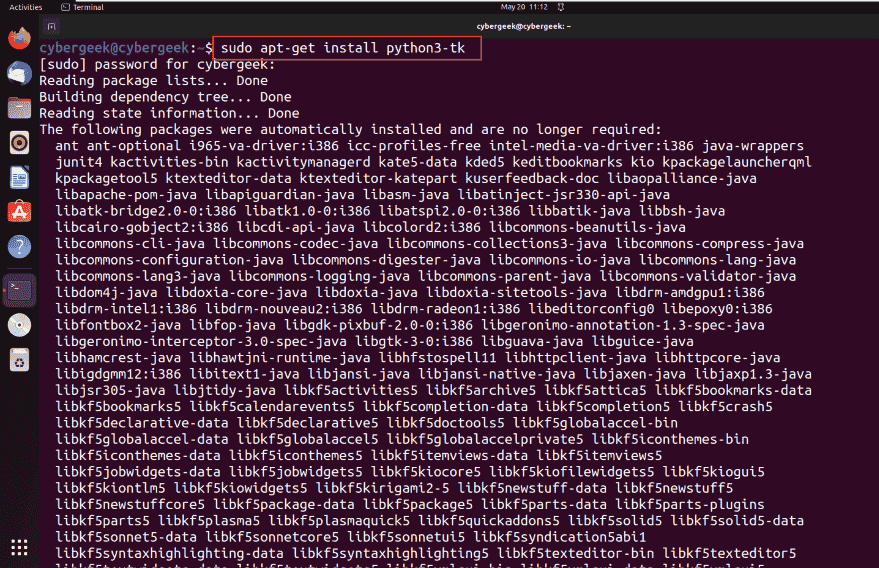 Activities Terminal May 20 11:12
cybergeek@cybergeek: ~
cybergeek@cybergeek:~$ sudo apt-get install python3-tk
[sudo] password for cybergeek:
Reading package lists... Done
Building dependency tree... Done
Reading state information... Done
The following packages were automatically installed and are no longer required:
ant ant-optional i965-va-driver:i386 icc-profiles-free intel-media-va-driver:i386 java-wrappers
junit4 kactivities-bin kactivitymanagerd kate5-data kded5 keditbookmarks kio kpackagelauncherqml
kpackagetool5 ktexteditor-data ktexteditor-katepart kuserfeedback-doc libaopalliance-java
libapache-pom-java libapiguardian-java libasm-java libatinject-jsr330-api-java
libatk-bridge2.0-0:i386 libatk1.0-0:i386 libatspi2.0-0:i386 libbatik-java libbsh-java
libcairo-gobject2:i386 libcdi-api-java libcolord2:i386 libcommons-beanutils-java
libcommons-cli-java libcommons-codec-java libcommons-collections3-java libcommons-compress-java
libcommons-configuration-java libcommons-digester-java libcommons-io-java libcommons-lang-java
libcommons-lang3-java libcommons-logging-java libcommons-parent-java libcommons-validator-java
libdom4j-java libdoxia-core-java libdoxia-java libdoxia-sitetools-java libdrm-amdgpu1:i386
libdrm-intel1:i386 libdrm-nouveau2:i386 libdrm-radeon1:i386 libeditorconfig0 libepoxy0:i386
libfontbox2-java libfop-java libgdk-pixbuf-2.0-0:i386 libgeronimo-annotation-1.3-spec-java
libgeronimo-interceptor-3.0-spec-java libgtk-3-0:i386 libguava-java libguice-java
libhamcrest-java libhawtjni-runtime-java libhfstospell11 libhttpclient-java libhttpcore-java
libigdgmm12:i386 libitext1-java libjansi-java libjansi-native-java libjaxen-java libjaxp1.3-java
libjsr305-java libjtidy-java libkf5activities5 libkf5archive5 libkf5attica5 libkf5bookmarks-data
libkf5bookmarks5 libkf5calendarevents5 libkf5completion-data libkf5completion5 libkf5crash5
libkf5declarative-data libkf5declarative5 libkf5doctools5 libkf5globalaccel-bin
libkf5globalaccel-data libkf5globalaccel5 libkf5globalaccelprivate5 libkf5iconthemes-bin
libkf5iconthemes-data libkf5iconthemes5 libkf5itemviews-data libkf5itemviews5
libkf5jobwidgets-data libkf5jobwidgets5 libkf5kiocore5 libkf5kiofilewidgets5 libkf5kiogui5
libkf5kiontlm5 libkf5kiowidgets5 libkf5kirigami2-5 libkf5newstuff-data libkf5newstuff5
libkf5newstuffcore5 libkf5package-data libkf5package5 libkf5parts-data libkf5parts-plugins
libkf5parts5 libkf5plasma5 libkf5plasmaquick5 libkf5quickaddons5 libkf5solid5 libkf5solid5-data
libkf5sonnet5-data libkf5sonnetcore5 libkf5sonnetui5 libkf5syndication5abi1
libkf5syntaxhighlighting-data libkf5syntaxhighlighting5 libkf5texteditor-bin libkf5texteditor5